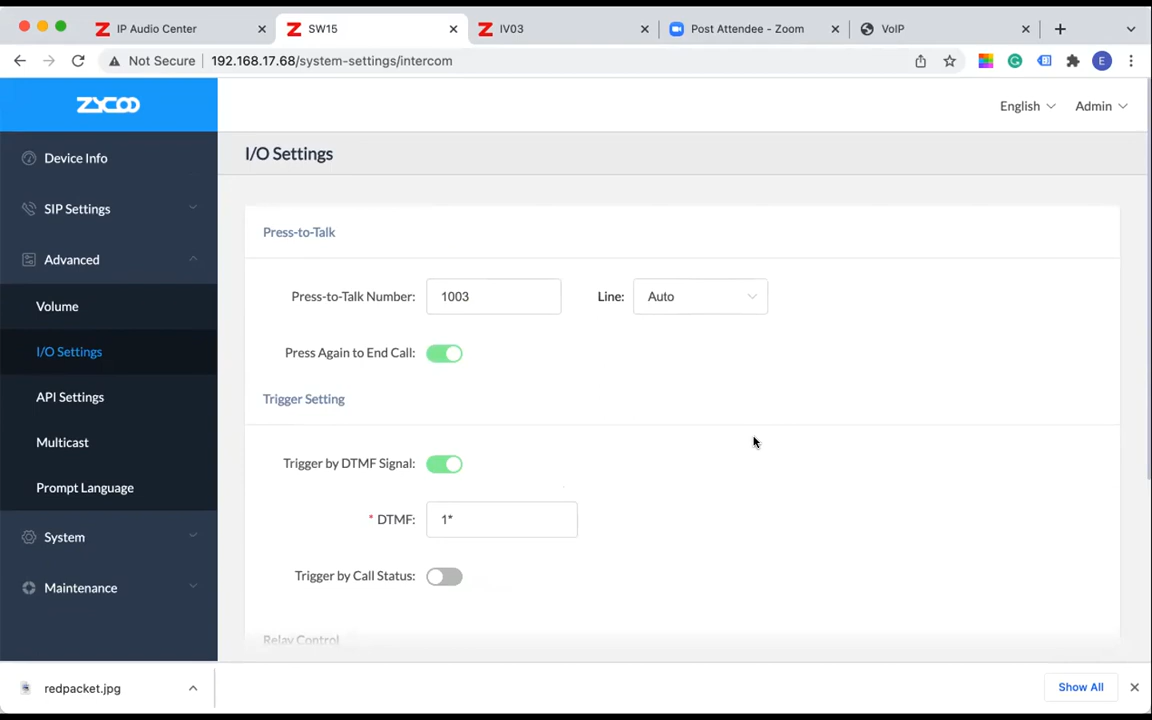 IP Audio Center
SW15
IV03
Post Attendee - Zoom
VoIP
Not Secure
192.168.17.68/system-settings/intercom
E
ZYCOO
English
Admin
Device Info
SIP Settings
Advanced
Volume
I/O Settings
API Settings
Multicast
Prompt Language
System
Maintenance
I/O Settings
Press-to-Talk
Press-to-Talk Number: 1003 Line: Auto
Press Again to End Call:
Trigger Setting
Trigger by DTMF Signal:
* DTMF: 1*
Trigger by Call Status:
Relay Control
redpacket.jpg
Show All